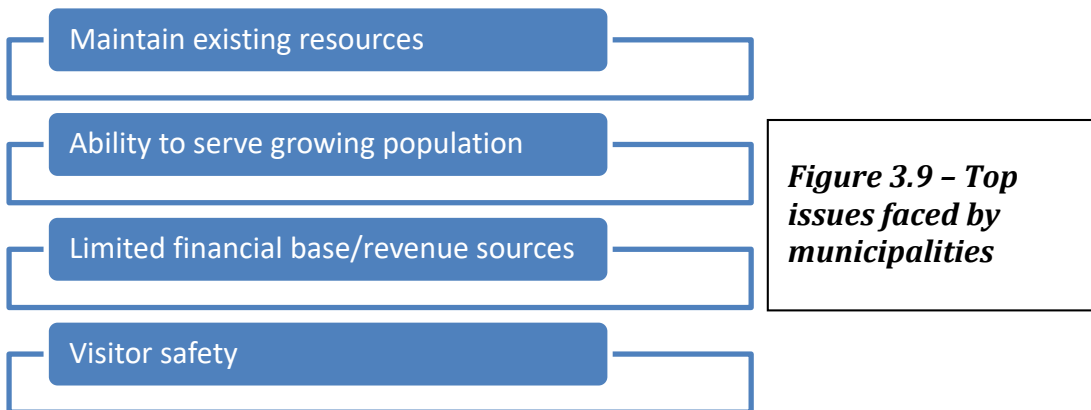 Maintain existing resources
Ability to serve growing population
Limited financial base/revenue sources
Visitor safety
Figure 3.9 – Top
issues faced by
municipalities